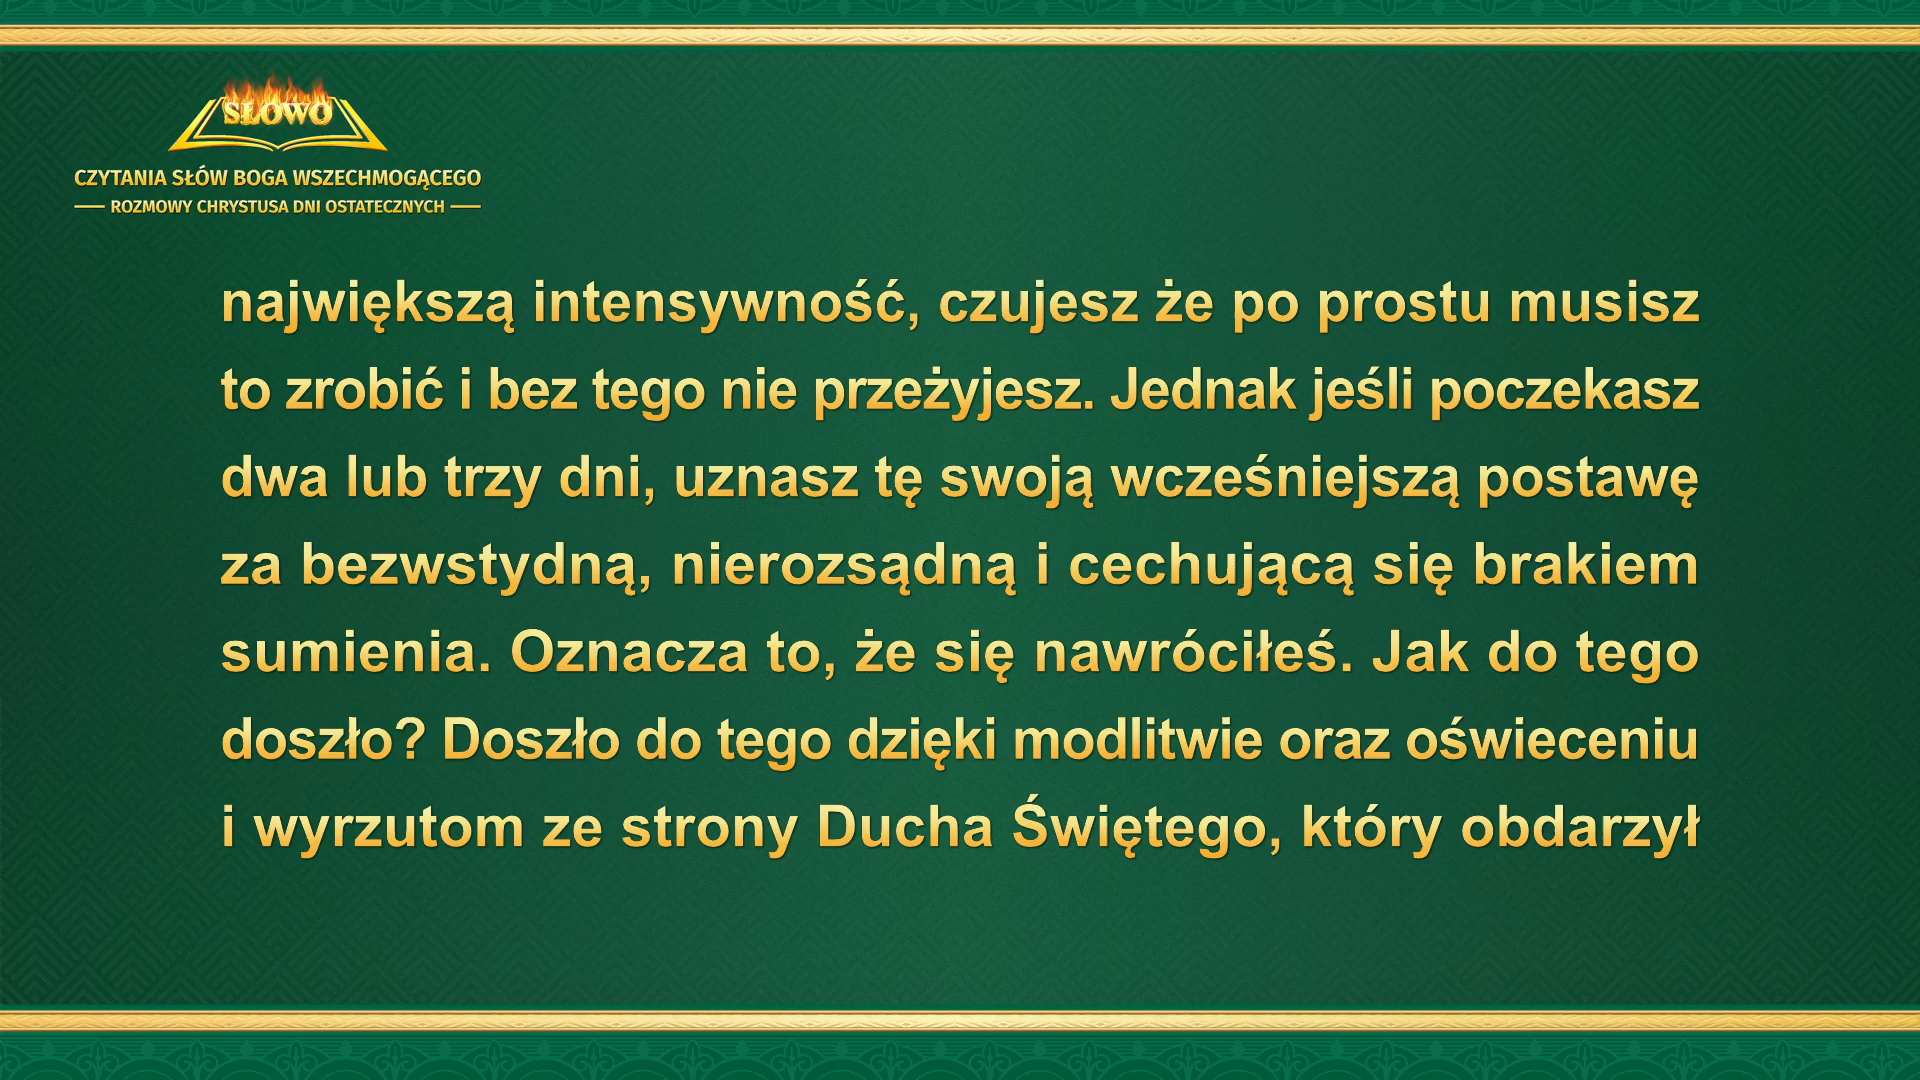 SŁOWO
CZYTANIA SŁÓW BOGA WSZECHMOGĄCEGO
ROZMOWY CHRYSTUSA DNI OSTATECZNYCH
największą intensywność, czujesz że po prostu musisz
to zrobić i bez tego nie przeżyjesz. Jednak jeśli poczekasz
dwa lub trzy dni, uznasz tę swoją wcześniejszą postawę
za bezwstydną, nierozsądną i cechującą się brakiem
sumienia. Oznacza to, że się nawróciłeś. Jak do tego
doszło? Doszło do tego dzięki modlitwie oraz oświeceniu
i wyrzutom ze strony Ducha Świętego, który obdarzył